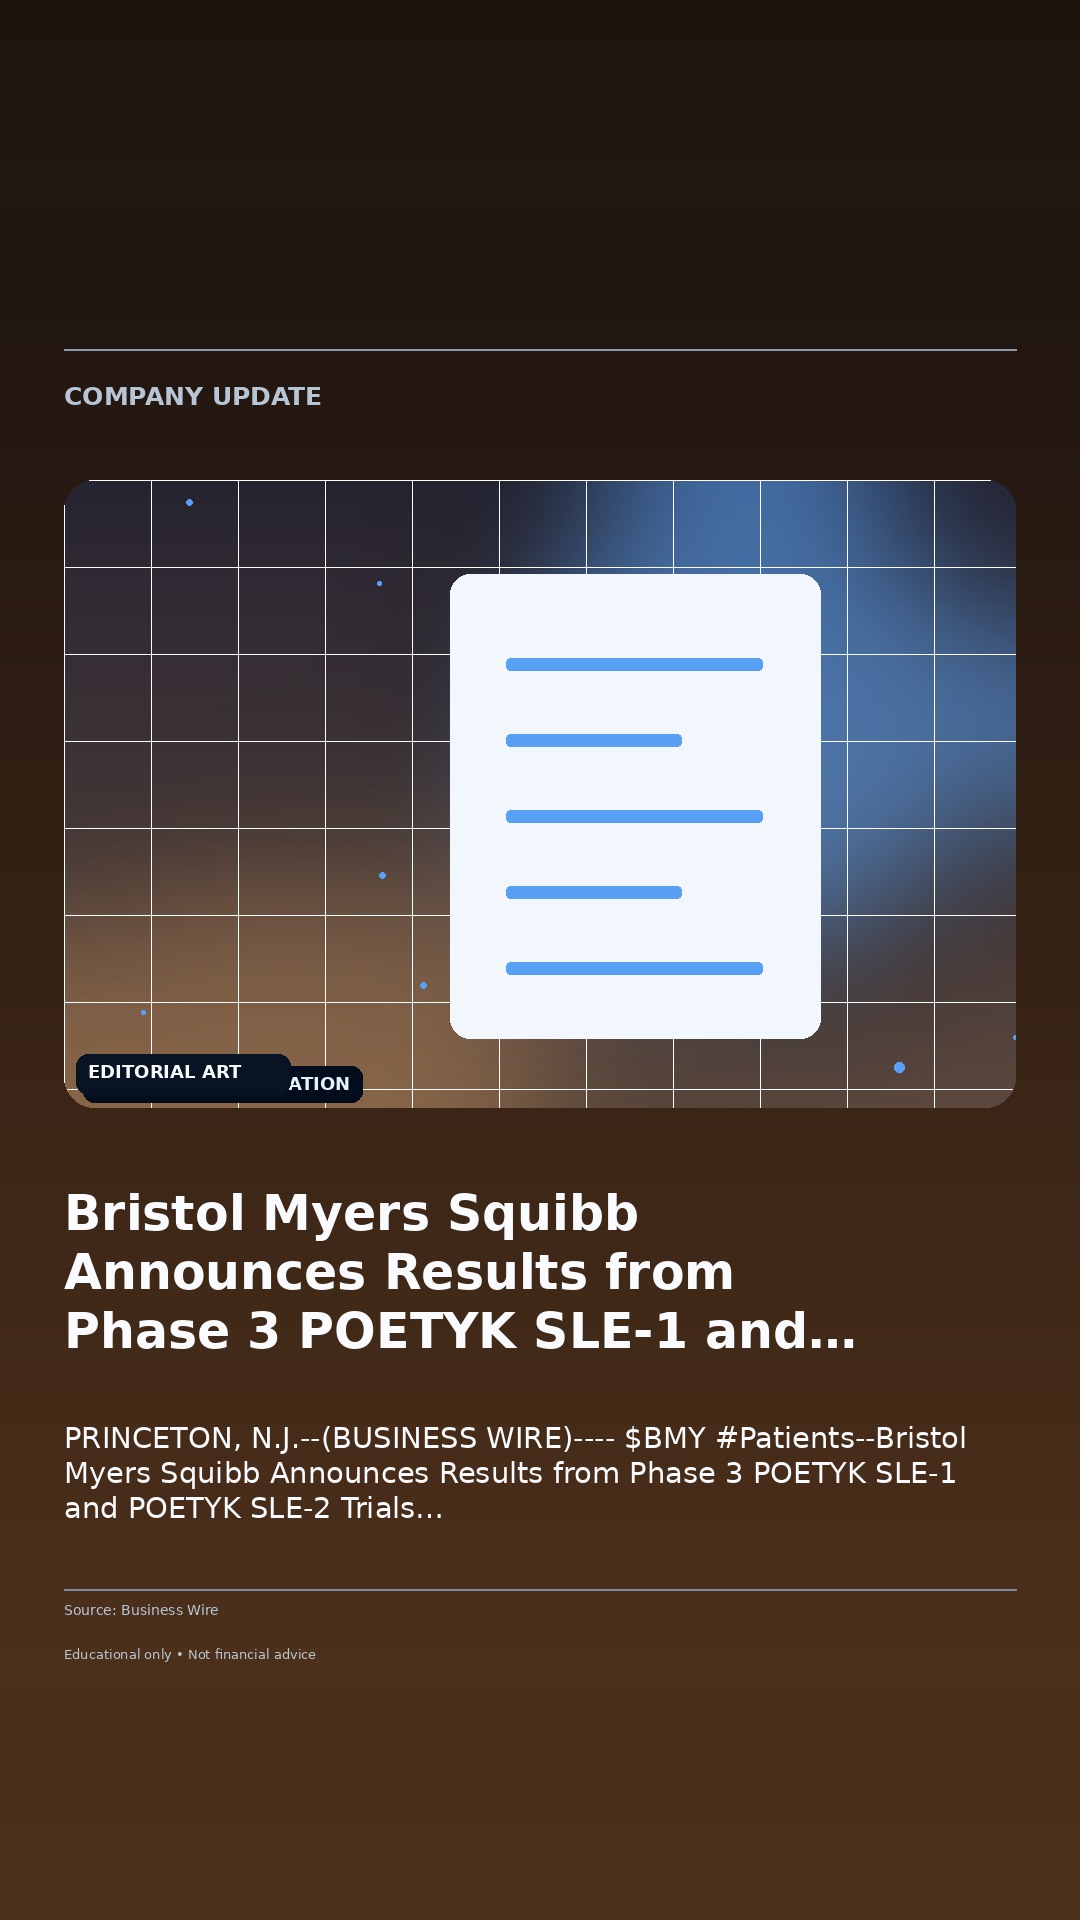 COMPANY UPDATE
EDITORIAL ART
Bristol Myers Squibb
Announces Results from
Phase 3 POETYK SLE-1 and…
PRINCETON, N.J.--(BUSINESS WIRE)---- $BMY #Patients--Bristol
Myers Squibb Announces Results from Phase 3 POETYK SLE-1
and POETYK SLE-2 Trials…
Source: Business Wire
Educational only • Not financial advice